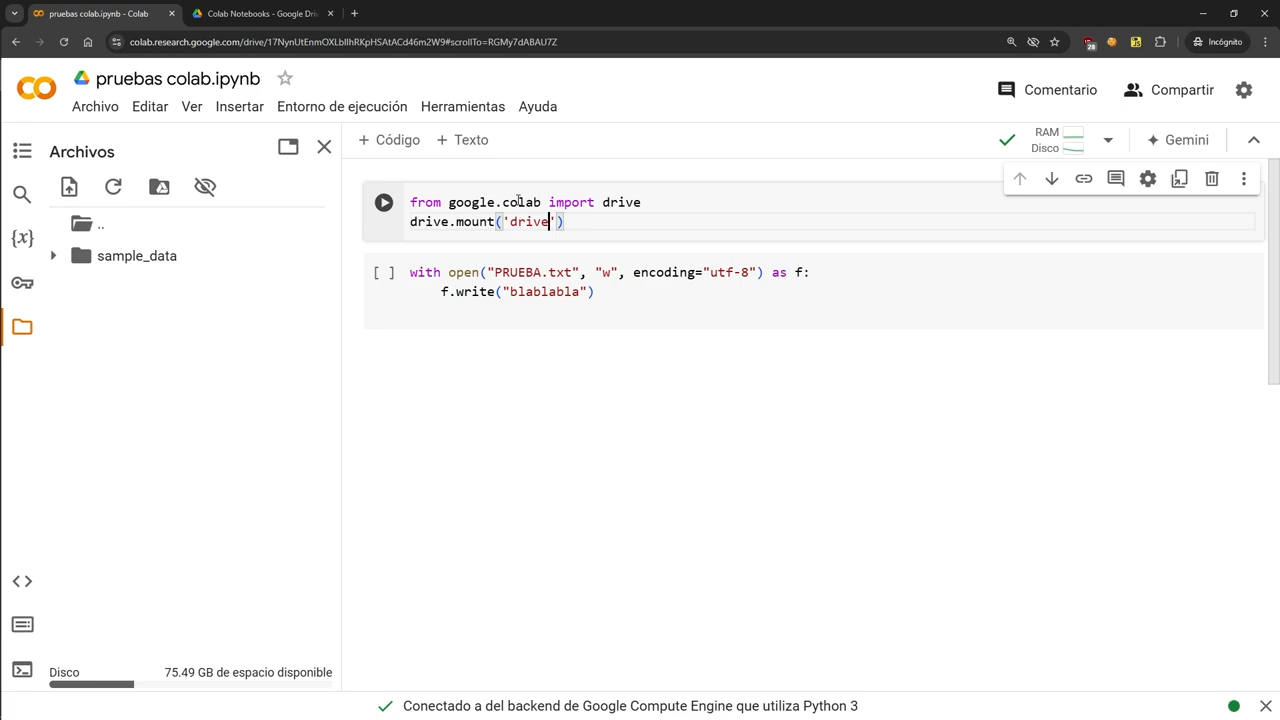 pruebas colab.ipynb - Colab
Colab Notebooks - Google Dri
colab.research.google.com/drive/17NynUtEnmOXLblhRKpHSAtACd46m2W9#scrollTo=RGMy7dABAU7Z
28
Incógnito
pruebas colab.ipynb
Archivo Editar Ver Insertar Entorno de ejecución Herramientas Ayuda
Comentario
Compartir
Archivos
+ Código + Texto
RAM
Disco
Gemini
..
sample_data
from google.colab import drive
drive.mount('drive')
[ ] with open("PRUEBA.txt", "w", encoding="utf-8") as f:
f.write("blablabla")
Disco 75.49 GB de espacio disponible
Conectado a del backend de Google Compute Engine que utiliza Python 3